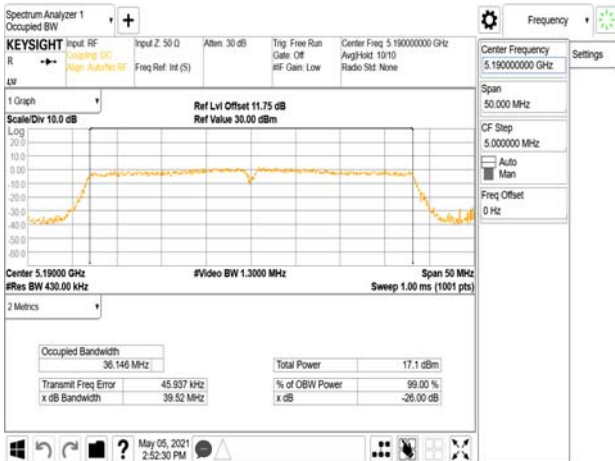 Spectrum Analyzer 1
Occupied BW
Frequency
KEYSIGHT
R
LVI
Input: RF
Coupling: DC
Align: Auto/No RF
Input Z: 50 Ω
Freq Ref: Int (S)
Atten: 30 dB
Trig: Free Run
Gate: Off
#IF Gain: Low
Center Freq: 5.190000000 GHz
Avg|Hold: 10/10
Radio Std: None
Center Frequency
5.190000000 GHz
Settings
Span
50.000 MHz
CF Step
5.000000 MHz
Auto
Man
Freq Offset
0 Hz
1 Graph
Scale/Div 10.0 dB
Ref Lvl Offset 11.75 dB
Ref Value 30.00 dBm
Log
20.0
10.0
0.00
-10.0
-20.0
-30.0
-40.0
-50.0
-60.0
Center 5.19000 GHz
#Res BW 430.00 kHz
#Video BW 1.3000 MHz
Span 50 MHz
Sweep 1.00 ms (1001 pts)
2 Metrics
Occupied Bandwidth
36.146 MHz
Total Power 17.1 dBm
Transmit Freq Error 45.937 kHz
% of OBW Power 99.00 %
x dB Bandwidth 39.52 MHz
x dB -26.00 dB
May 05, 2021
2:52:30 PM